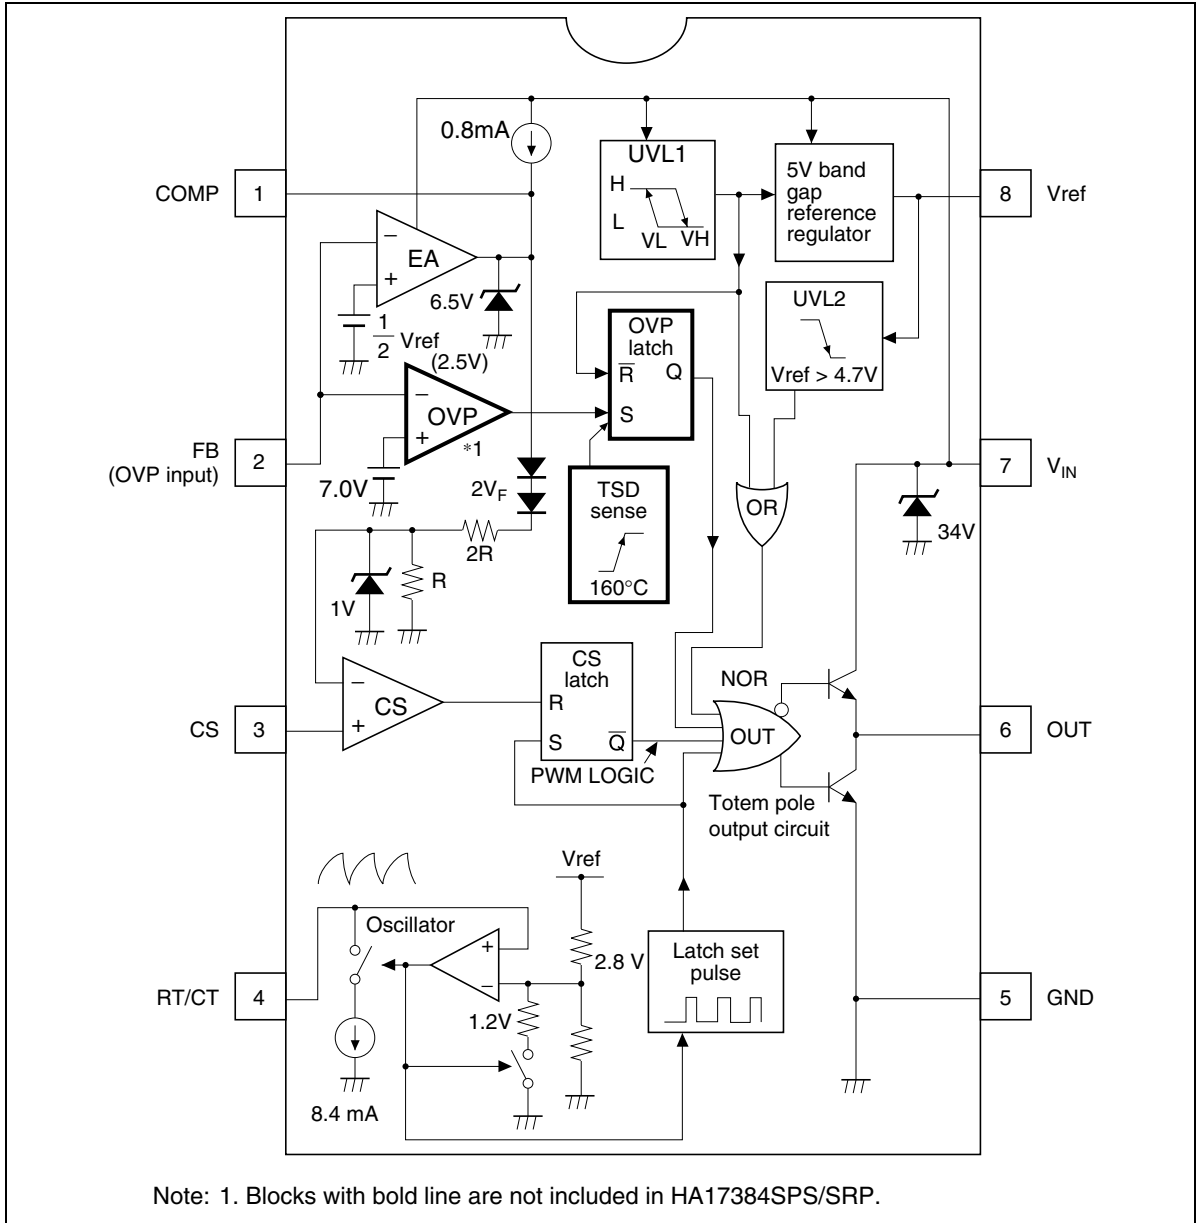 0.8mA
UVL1
H
L
VL
VH
5V band
gap
reference
regulator
COMP
1
8
Vref
−
EA
+
6.5V
1
2
Vref
(2.5V)
UVL2
Vref > 4.7V
OVP
latch
R
Q
S
−
OVP
+
*1
7.0V
FB
(OVP input)
2
7
VIN
34V
2VF
TSD
sense
160°C
OR
2R
R
1V
CS
latch
R
S
Q
NOR
−
CS
+
CS
3
OUT
6
OUT
PWM LOGIC
Totem pole
output circuit
Vref
Oscillator
+
−
2.8 V
Latch set
pulse
RT/CT
4
5
GND
1.2V
8.4 mA
Note: 1. Blocks with bold line are not included in HA17384SPS/SRP.